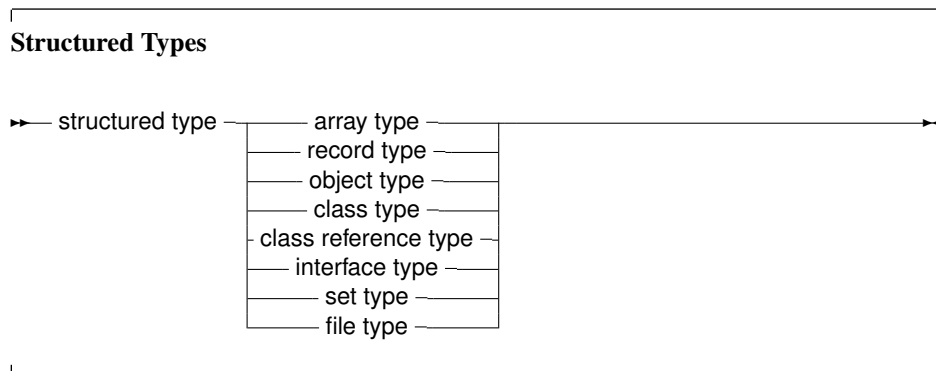 Structured Types
structured type array type
record type
object type
class type
class reference type
interface type
set type
file type